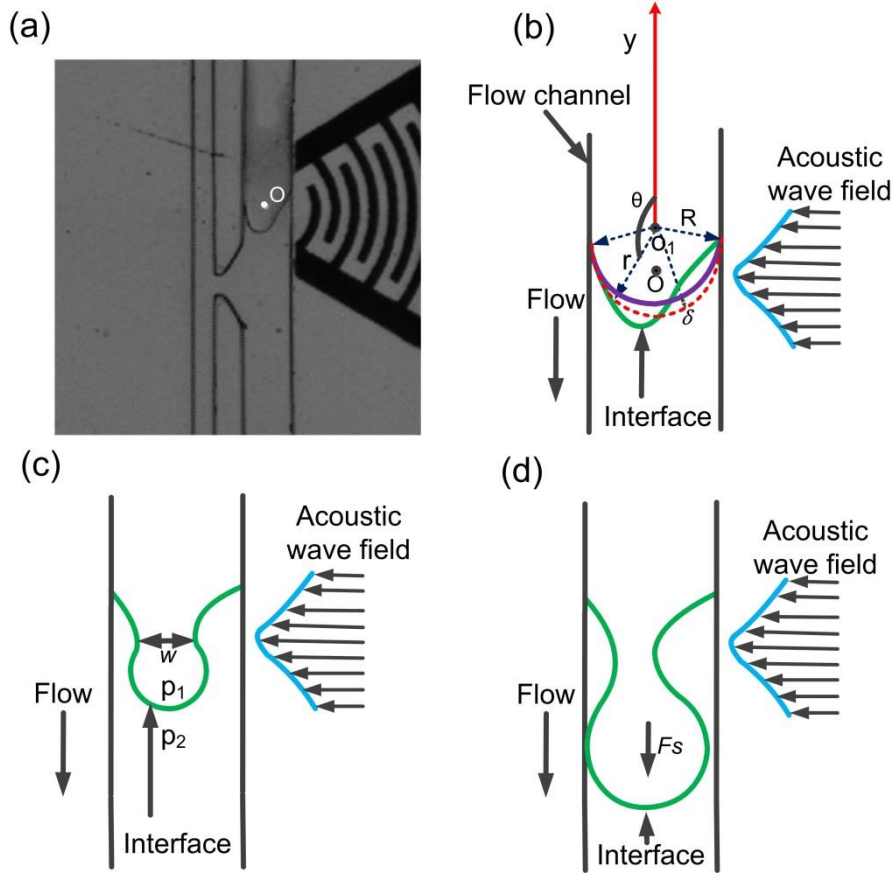 (a)
O
(b)
y
Flow channel
Acoustic
wave field
θ
R
O₁
r
O
δ
Flow
Interface
(c)
Acoustic
wave field
w
p₁
Flow
p₂
Interface
(d)
Acoustic
wave field
Flow
Fs
Interface